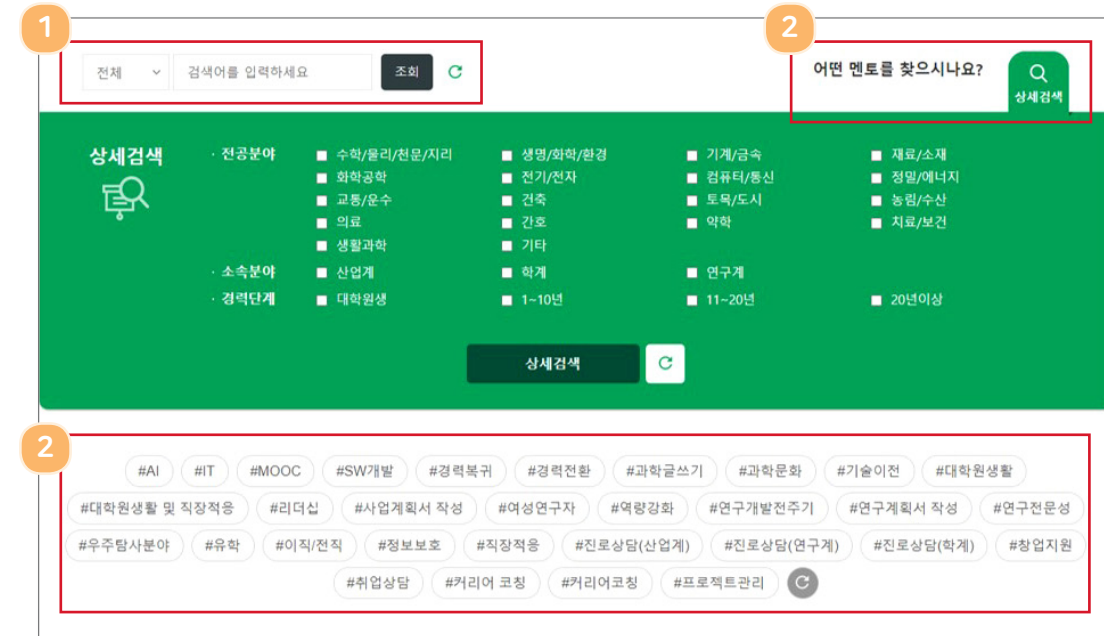 1
2
전체 검색어를 입력하세요 조회 어떤 멘토를 찾으시나요?
상세검색
상세검색 · 전공분야 수학/물리/천문/지리 생명/화학/환경 기계/금속 재료/소재
화학공학 전기/전자 컴퓨터/통신 정밀/에너지
교통/운수 건축 토목/도시 농림/수산
의료 간호 약학 치료/보건
생활과학 기타
· 소속분야 산업계 학계 연구계
· 경력단계 대학원생 1~10년 11~20년 20년이상
상세검색
2
#AI #IT #MOOC #SW개발 #경력복귀 #경력전환 #과학글쓰기 #과학문화 #기술이전 #대학원생활
#대학원생활 및 직장적응 #리더십 #사업계획서 작성 #여성연구자 #역량강화 #연구개발전주기 #연구계획서 작성 #연구전문성
#우주탐사분야 #유학 #이직/전직 #정보보호 #직장적응 #진로상담(산업계) #진로상담(연구계) #진로상담(학계) #창업지원
#취업상담 #커리어 코칭 #커리어코칭 #프로젝트관리